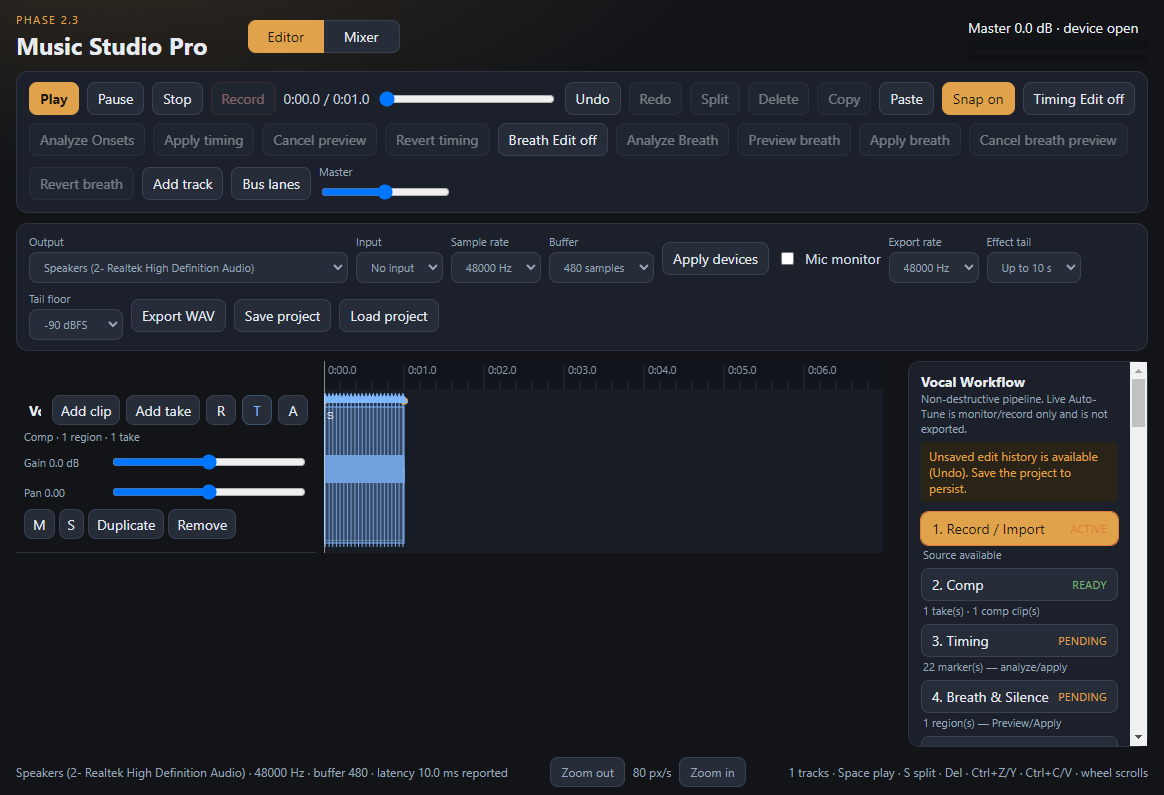 PHASE 2.3
Music Studio Pro
Editor Mixer
Master 0.0 dB · device open
Play Pause Stop Record 0:00.0 / 0:01.0 Undo Redo Split Delete Copy Paste Snap on Timing Edit off
Analyze Onsets Apply timing Cancel preview Revert timing Breath Edit off Analyze Breath Preview breath Apply breath Cancel breath preview
Revert breath Add track Bus lanes Master
Output Input Sample rate Buffer Export rate Effect tail
Speakers (2- Realtek High Definition Audio) No input 48000 Hz 480 samples Apply devices Mic monitor 48000 Hz Up to 10 s
Tail floor
-90 dBFS Export WAV Save project Load project
0:00.0 0:01.0 0:02.0 0:03.0 0:04.0 0:05.0 0:06.0
Add clip Add take R T A
Comp · 1 region · 1 take
Gain 0.0 dB
Pan 0.00
M S Duplicate Remove
S
Vocal Workflow
Non-destructive pipeline. Live Auto-
Tune is monitor/record only and is not
exported.
Unsaved edit history is available
(Undo). Save the project to
persist.
1. Record / Import ACTIVE
Source available
2. Comp READY
1 take(s) · 1 comp clip(s)
3. Timing PENDING
22 marker(s) — analyze/apply
4. Breath & Silence PENDING
1 region(s) — Preview/Apply
Speakers (2- Realtek High Definition Audio) · 48000 Hz · buffer 480 · latency 10.0 ms reported
Zoom out 80 px/s Zoom in
1 tracks · Space play · S split · Del · Ctrl+Z/Y · Ctrl+C/V · wheel scrolls